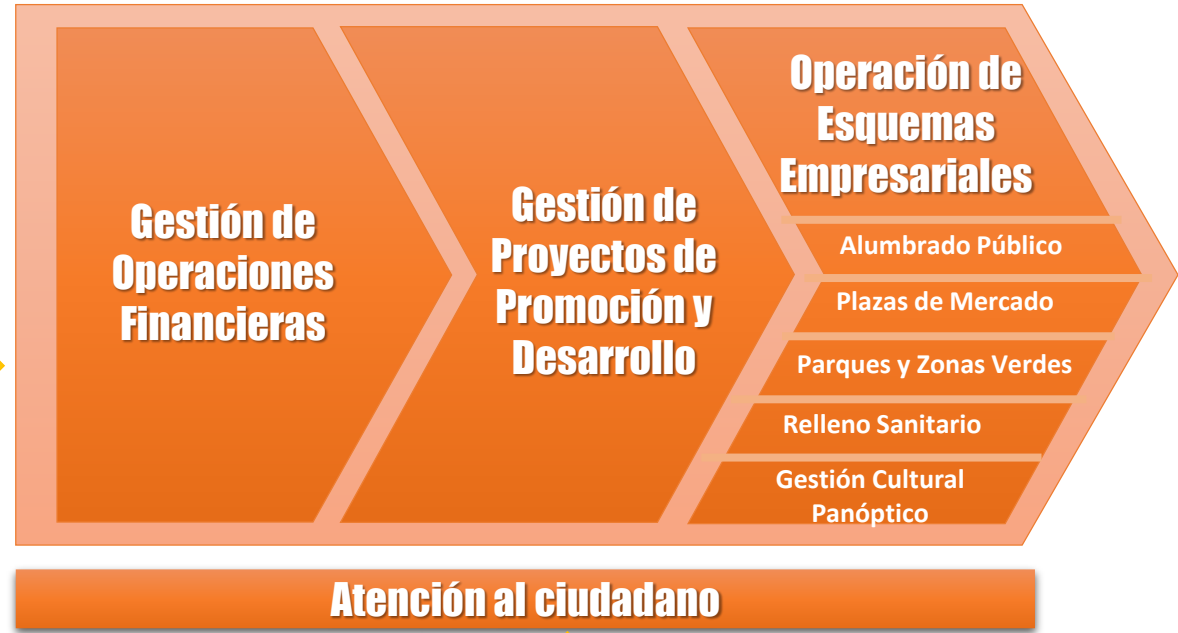 Gestión de
Operaciones
Financieras
Gestión de
Proyectos de
Promoción y
Desarrollo
Operación de
Esquemas
Empresariales
Alumbrado Público
Plazas de Mercado
Parques y Zonas Verdes
Relleno Sanitario
Gestión Cultural
Panóptico
Atención al ciudadano